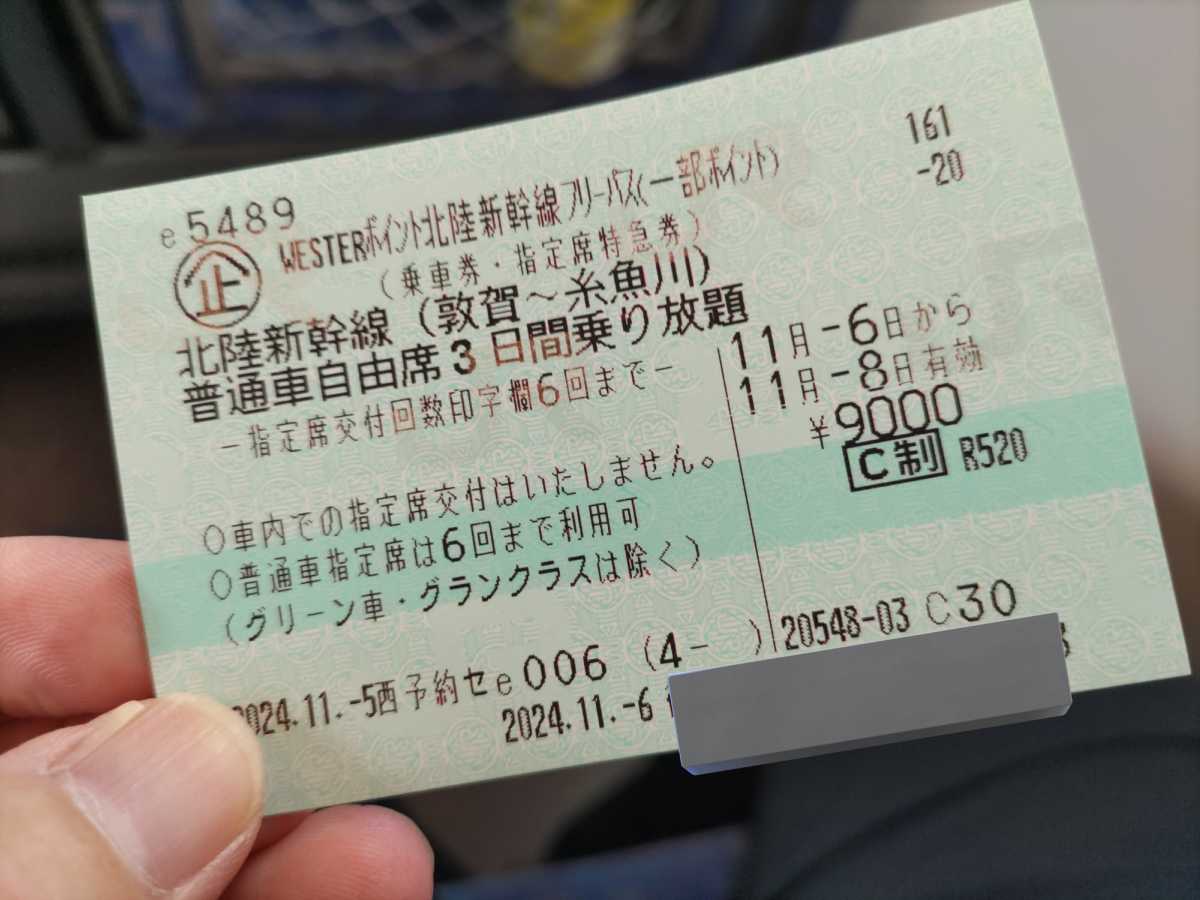 161
-20
e5489
企 WESTERポイント北陸新幹線フリーパス(一部ポイント)
(乗車券・指定席特急券)
北陸新幹線(敦賀~糸魚川)
普通車自由席3日間乗り放題
-指定席交付回数印字欄6回まで-
11月-6日から
11月-8日有効
¥9000
C制 R520
○車内での指定席交付はいたしません。
○普通車指定席は6回まで利用可
(グリーン車・グランクラスは除く)
20548-03 C30
2024.11.-5西予約セe006 (4- )
2024.11.-6